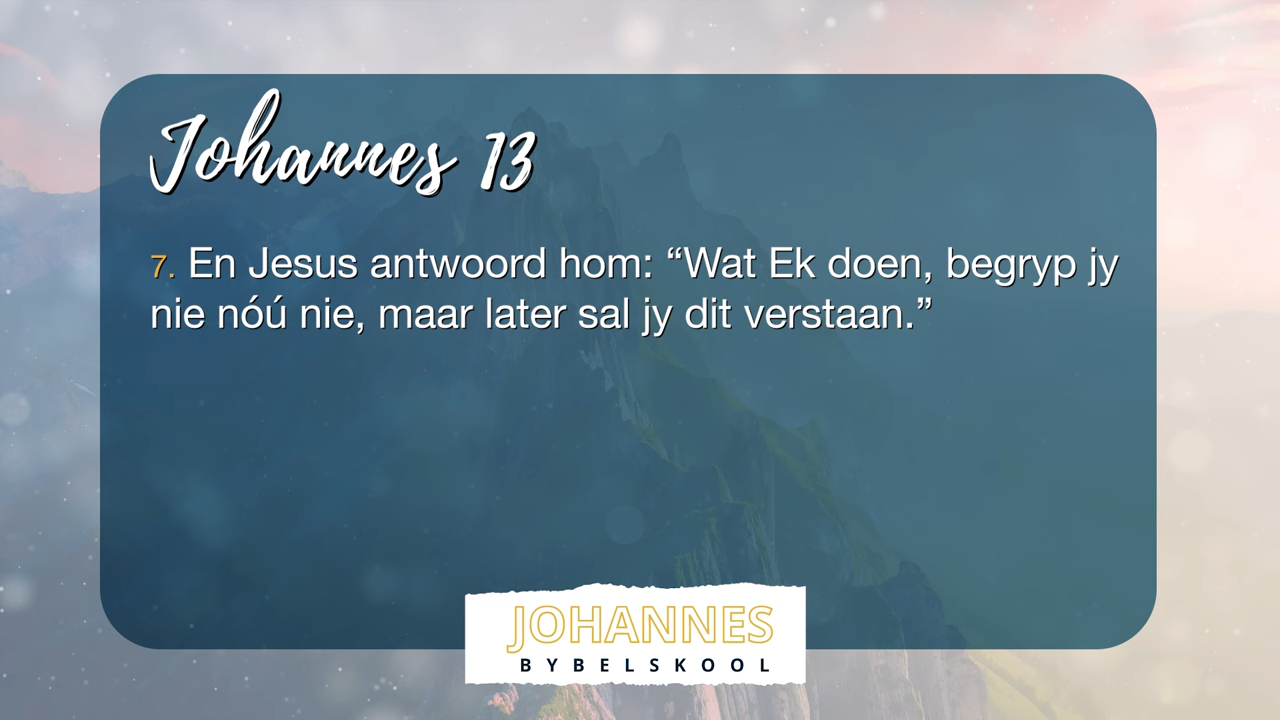 Johannes 13
7. En Jesus antwoord hom: “Wat Ek doen, begryp jy
nie nóú nie, maar later sal jy dit verstaan.”
JOHANNES
BYBELSKOOL